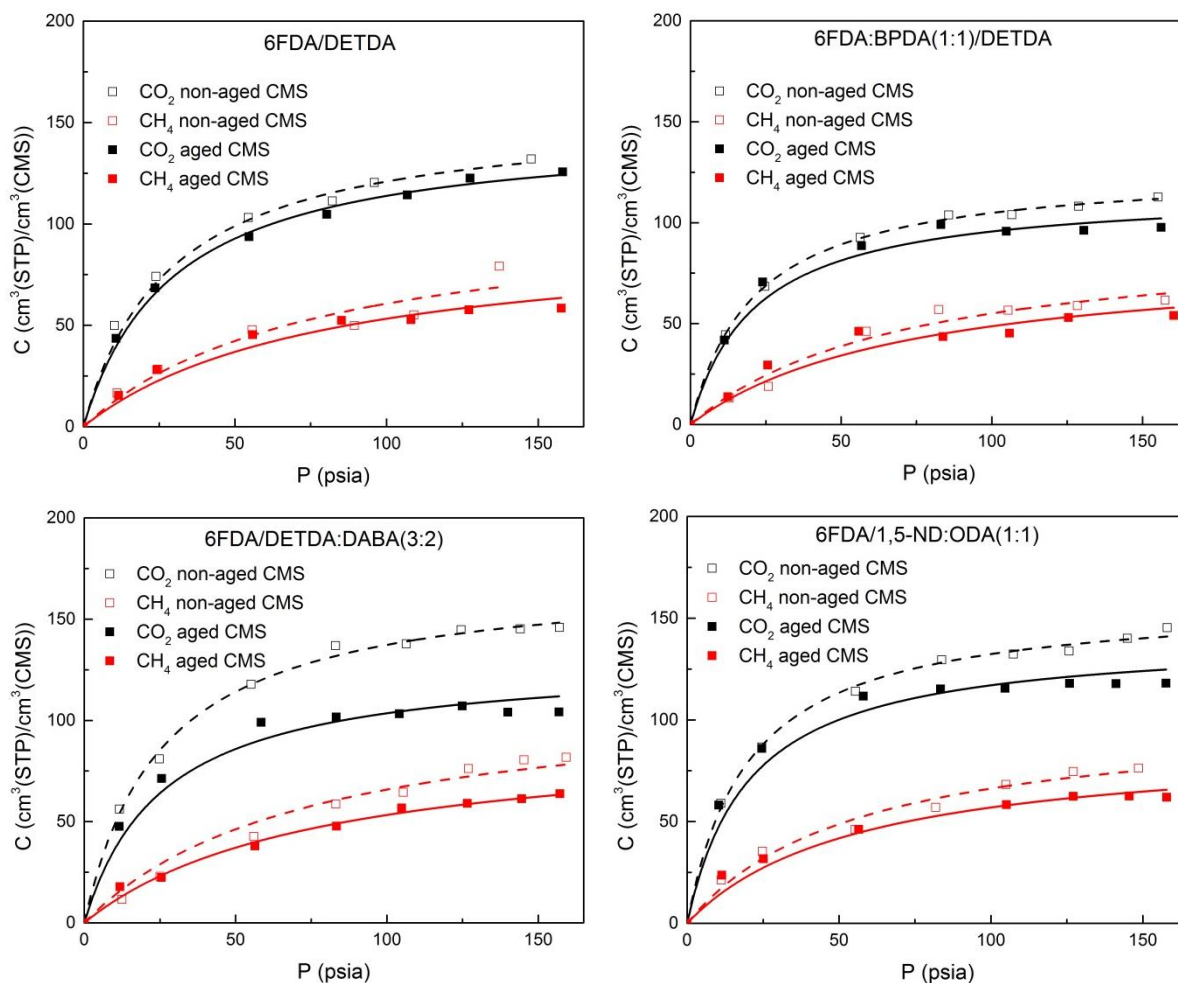 6FDA/DETDA
CO₂ non-aged CMS
CH₄ non-aged CMS
CO₂ aged CMS
CH₄ aged CMS
C (cm³(STP)/cm³(CMS))
200
150
100
50
0
0 50 100 150
P (psia)
6FDA:BPDA(1:1)/DETDA
CO₂ non-aged CMS
CH₄ non-aged CMS
CO₂ aged CMS
CH₄ aged CMS
C (cm³(STP)/cm³(CMS))
200
150
100
50
0
0 50 100 150
P (psia)
6FDA/DETDA:DABA(3:2)
CO₂ non-aged CMS
CH₄ non-aged CMS
CO₂ aged CMS
CH₄ aged CMS
C (cm³(STP)/cm³(CMS))
200
150
100
50
0
0 50 100 150
P (psia)
6FDA/1,5-ND:ODA(1:1)
CO₂ non-aged CMS
CH₄ non-aged CMS
CO₂ aged CMS
CH₄ aged CMS
C (cm³(STP)/cm³(CMS))
200
150
100
50
0
0 50 100 150
P (psia)